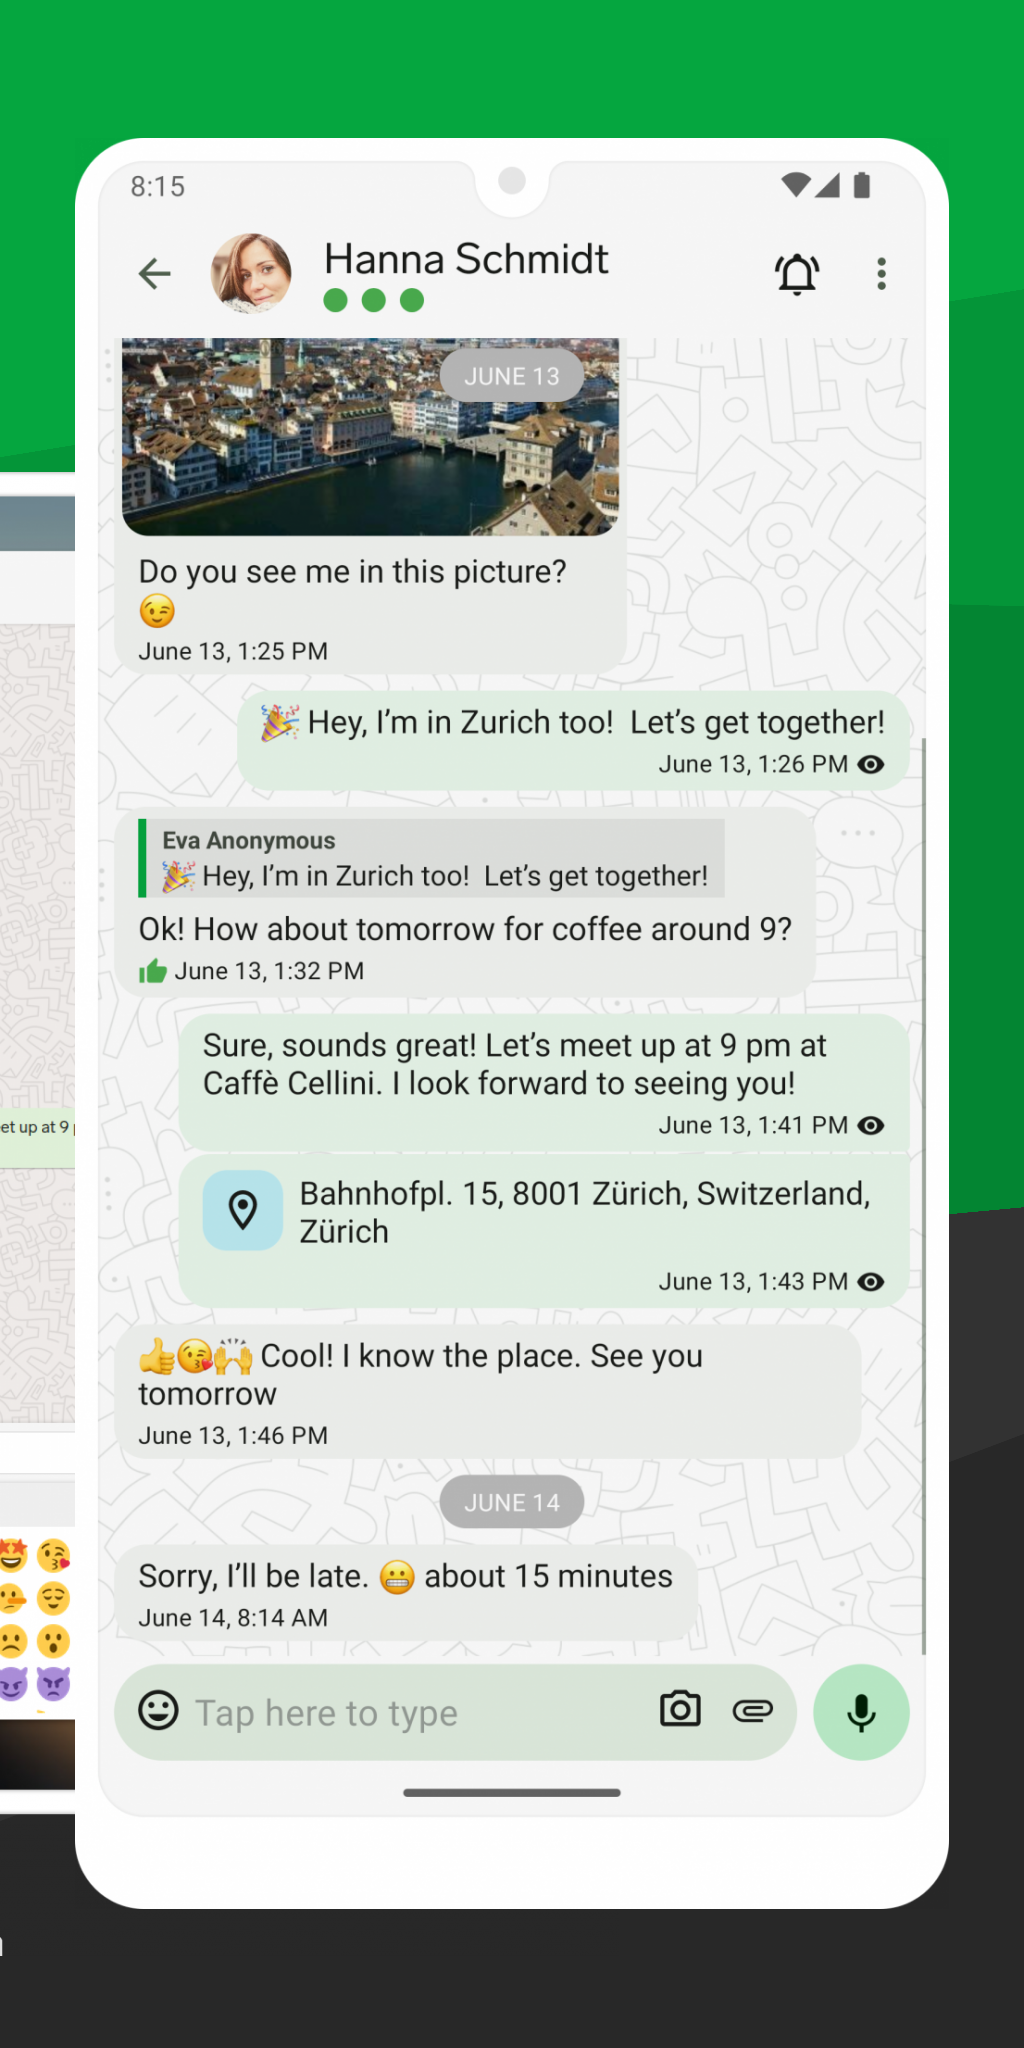 8:15
Hanna Schmidt
JUNE 13
Do you see me in this picture?
😉
June 13, 1:25 PM
🎉 Hey, I’m in Zurich too!  Let’s get together!
June 13, 1:26 PM
Eva Anonymous
🎉 Hey, I’m in Zurich too!  Let’s get together!
Ok! How about tomorrow for coffee around 9?
June 13, 1:32 PM
Sure, sounds great! Let’s meet up at 9 pm at
Caffè Cellini. I look forward to seeing you!
June 13, 1:41 PM
et up at 9
Bahnhofpl. 15, 8001 Zürich, Switzerland,
Zürich
June 13, 1:43 PM
👍😘🙌 Cool! I know the place. See you
tomorrow
June 13, 1:46 PM
JUNE 14
Sorry, I’ll be late. 😬 about 15 minutes
June 14, 8:14 AM
Tap here to type